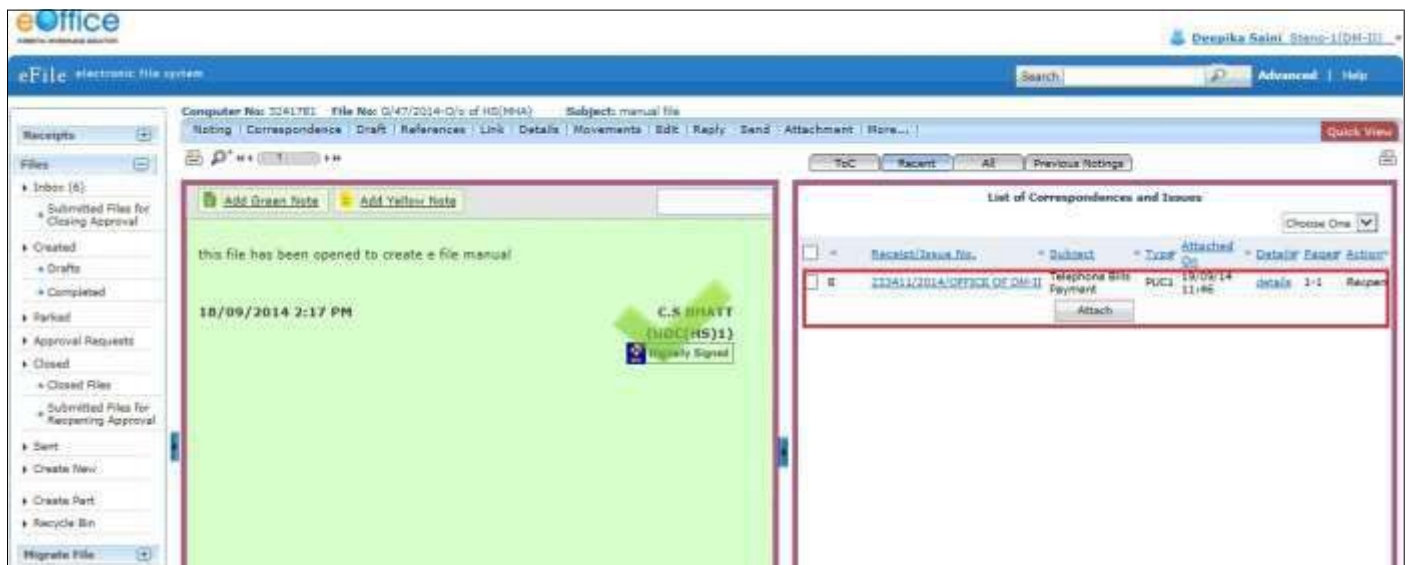 eOffice
Deepika Saini Steno-1(DM-II)
eFile electronic file system
Search
Advanced | Help
Computer No: 3241781 File No: G/47/2014-O/o of HS(MHA) Subject: manual file
Noting | Correspondence | Draft | References | Link | Details | Movements | Edit | Reply | Send | Attachment | More... |
Quick View
Receipts
Files
Inbox (6)
Submitted Files for
Closing Approval
Created
Drafts
Completed
Parked
Approval Requests
Closed
Closed Files
Submitted Files for
Reopening Approval
Sent
Create New
Create Part
Recycle Bin
Migrate File
1
Add Green Note
Add Yellow Note
this file has been opened to create e file manual
18/09/2014 2:17 PM
C.S BHATT
(UDC(HS)1)
Digitally Signed
ToC
Recent
All
Previous Notings
List of Correspondences and Issues
Choose One
Receipt/Issue No. Subject Type Attached On Details Pages Action
E 223411/2014/OFFICE OF DM-II Telephone Bills Payment PUC1 19/09/14 11:46 details 1-1 Reopen
Attach